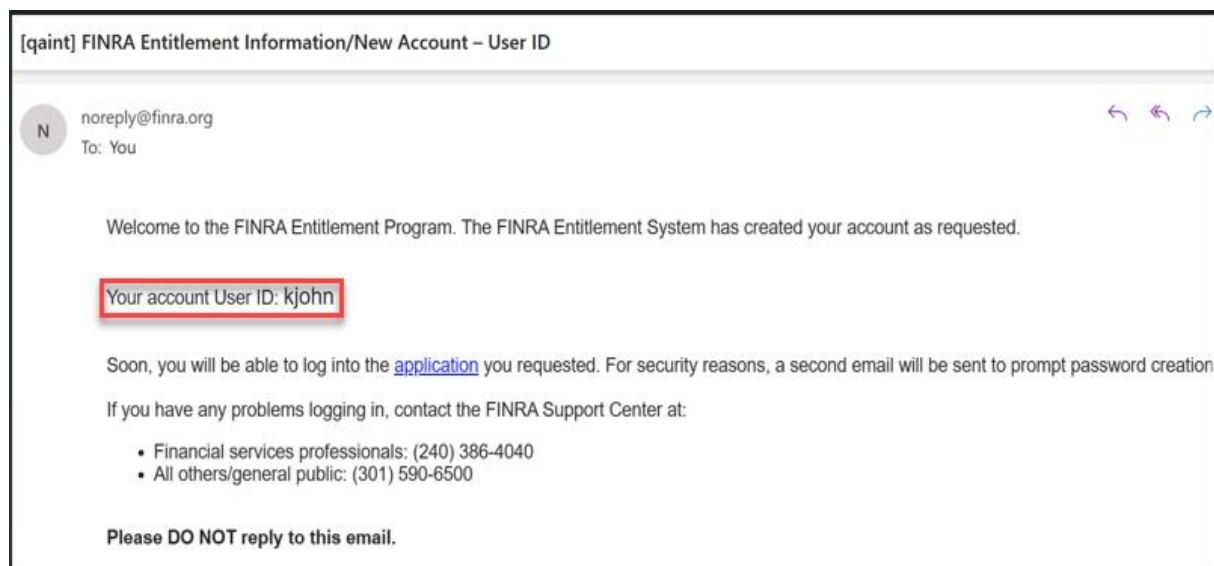 [qaint] FINRA Entitlement Information/New Account – User ID
N
noreply@finra.org
To: You
Welcome to the FINRA Entitlement Program. The FINRA Entitlement System has created your account as requested.
Your account User ID: kjohn
Soon, you will be able to log into the application you requested. For security reasons, a second email will be sent to prompt password creation
If you have any problems logging in, contact the FINRA Support Center at:
• Financial services professionals: (240) 386-4040
• All others/general public: (301) 590-6500
Please DO NOT reply to this email.